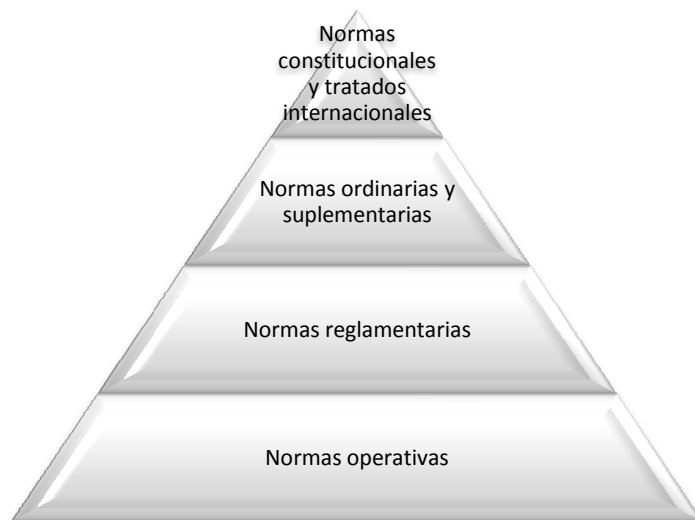 Normas
constitucionales
y tratados
internacionales
Normas ordinarias y
suplementarias
Normas reglamentarias
Normas operativas